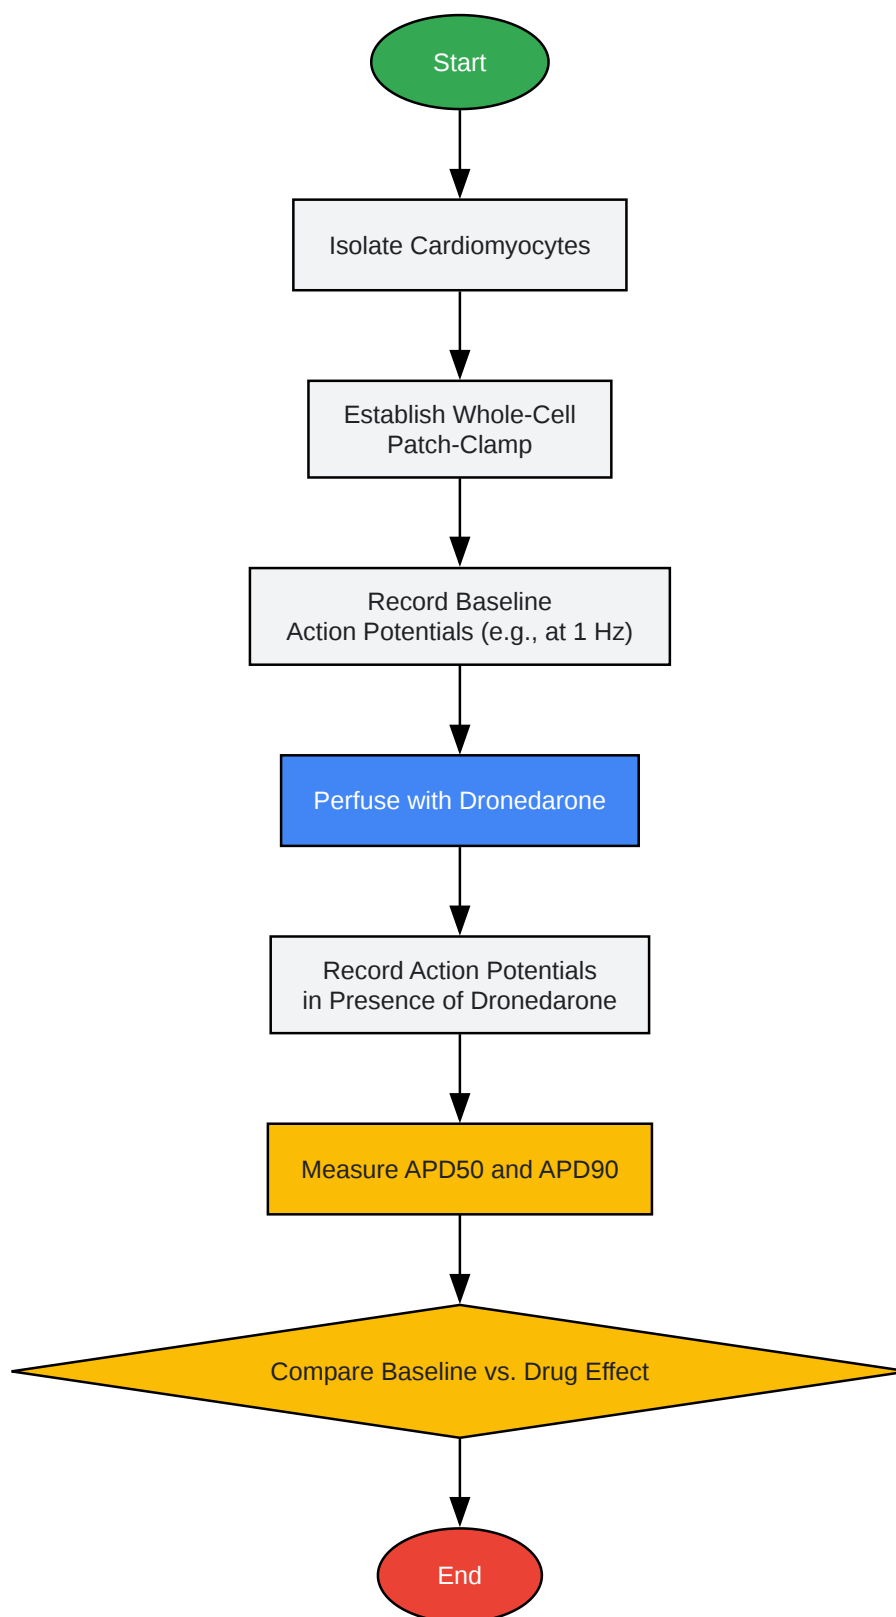 Start
Isolate Cardiomyocytes
Establish Whole-Cell
Patch-Clamp
Record Baseline
Action Potentials (e.g., at 1 Hz)
Perfuse with Dronedarone
Record Action Potentials
in Presence of Dronedarone
Measure APD50 and APD90
Compare Baseline vs. Drug Effect
End